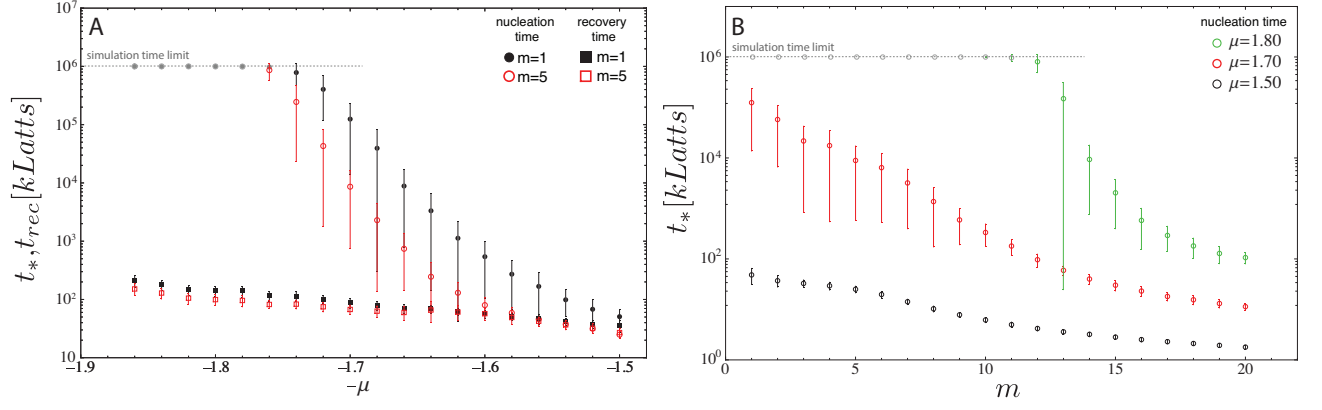 A
nucleation time
recovery time
m=1
m=1
m=5
m=5
simulation time limit
10⁶
10⁵
10⁴
10³
10²
10
t∗,t_rec[kLatts]
−1.9
−1.8
−1.7
−1.6
−1.5
−μ
B
nucleation time
μ=1.80
μ=1.70
μ=1.50
simulation time limit
10⁶
10⁴
10²
10⁰
t∗[kLatts]
0
5
10
15
20
m